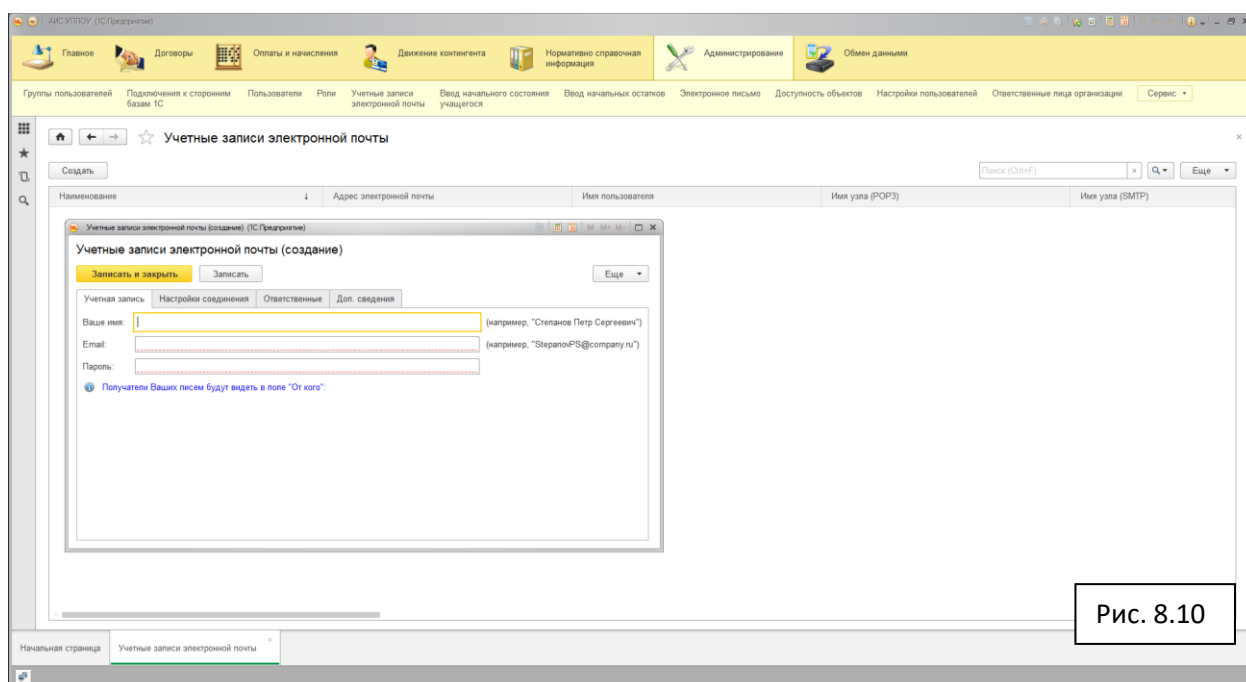 АИС УППОУ (1С:Предприятие)
Главное Договоры Оплаты и начисления Движение контингента Нормативно справочная информация Администрирование Обмен данными
Группы пользователей Подключения к сторонним базам 1С Пользователи Роли Учетные записи электронной почты Ввод начального состояния учащегося Ввод начальных остатков Электронное письмо Доступность объектов Настройки пользователей Ответственные лица организации Сервис
Учетные записи электронной почты
Создать Поиск (Ctrl+F) Еще
Наименование Адрес электронной почты Имя пользователя Имя узла (POP3) Имя узла (SMTP)
Учетные записи электронной почты (создание) (1С:Предприятие) M M+ M-
Учетные записи электронной почты (создание)
Записать и закрыть Записать Еще
Учетная запись Настройки соединения Ответственные Доп. сведения
Ваше имя: (например, "Степанов Петр Сергеевич")
Email: (например, "StepanovPS@company.ru")
Пароль:
Получатели Ваших писем будут видеть в поле "От кого":
Рис. 8.10
Начальная страница Учетные записи электронной почты